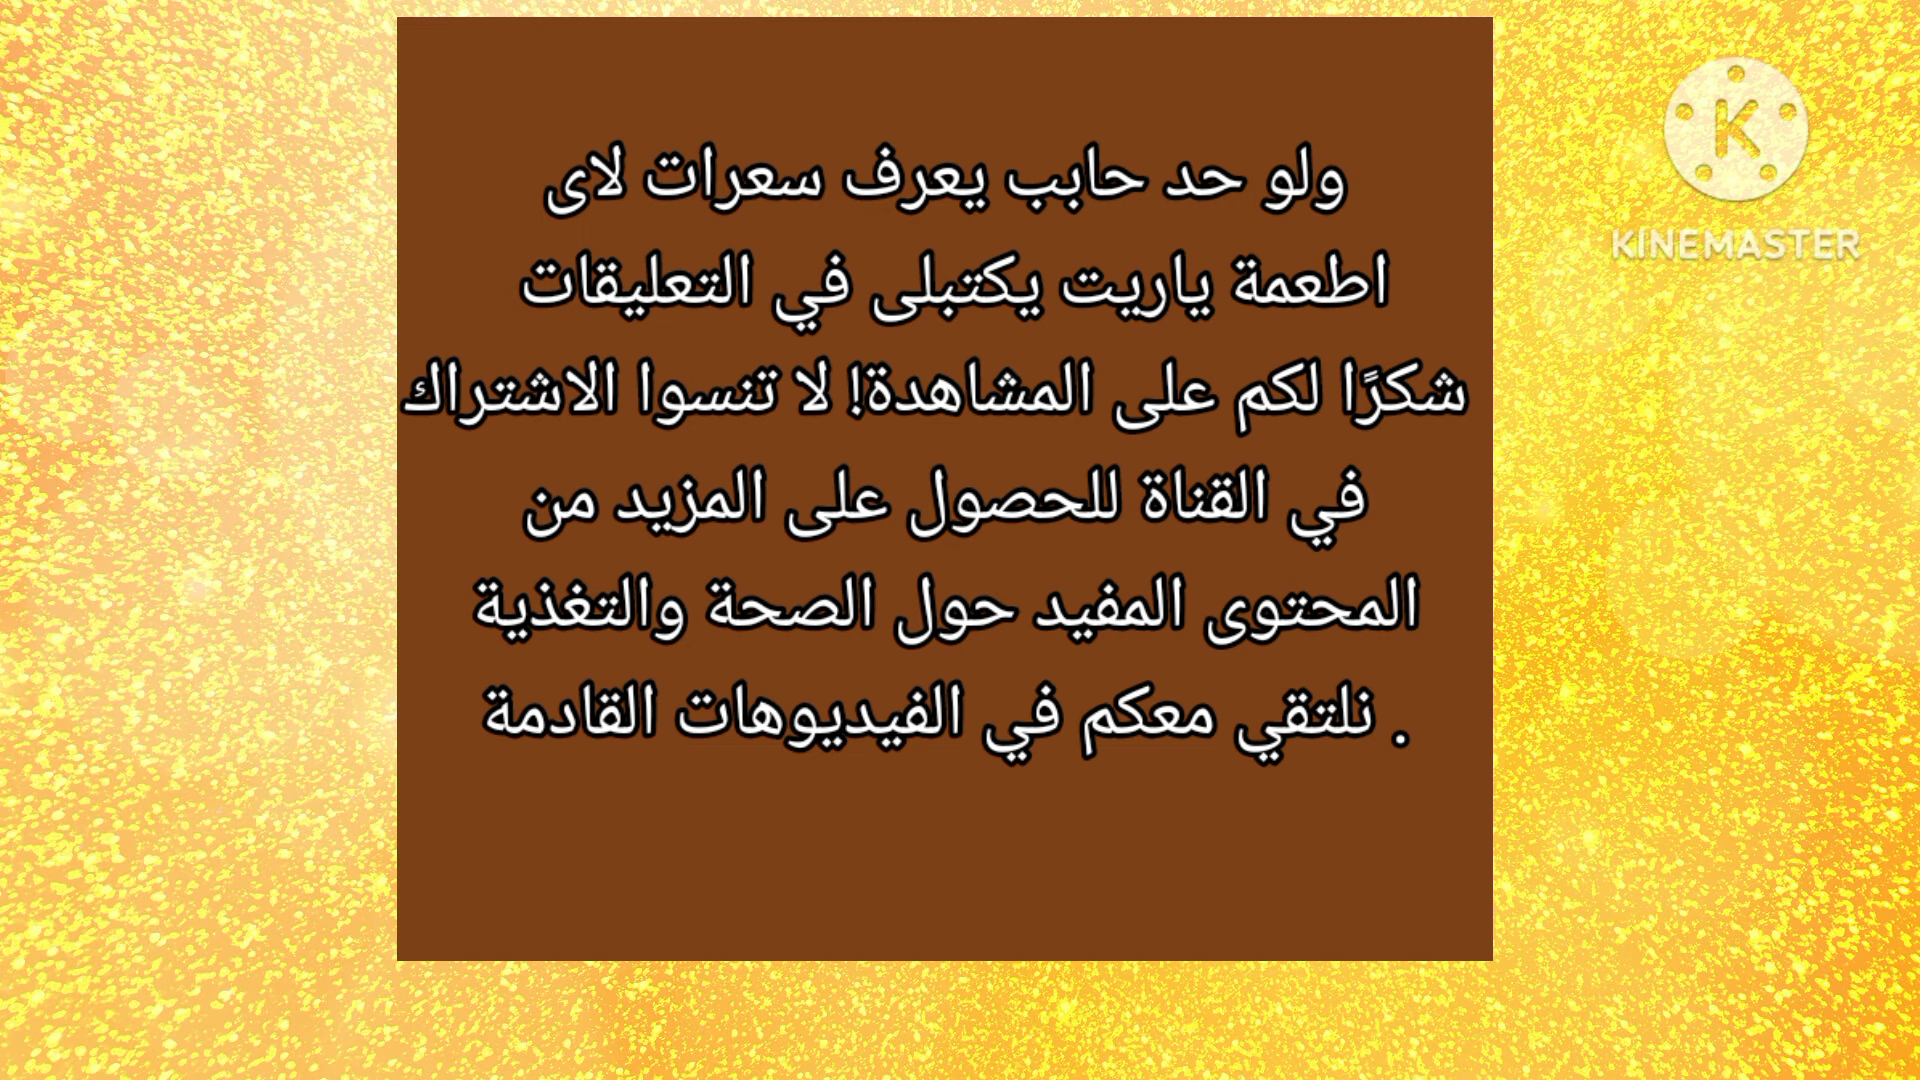 ولو حد حابب يعرف سعرات لاى
اطعمة ياريت يكتبلى في التعليقات
شكرًا لكم على المشاهدة! لا تنسوا الاشتراك
في القناة للحصول على المزيد من
المحتوى المفيد حول الصحة والتغذية
. نلتقي معكم في الفيديوهات القادمة
K
KINEMASTER